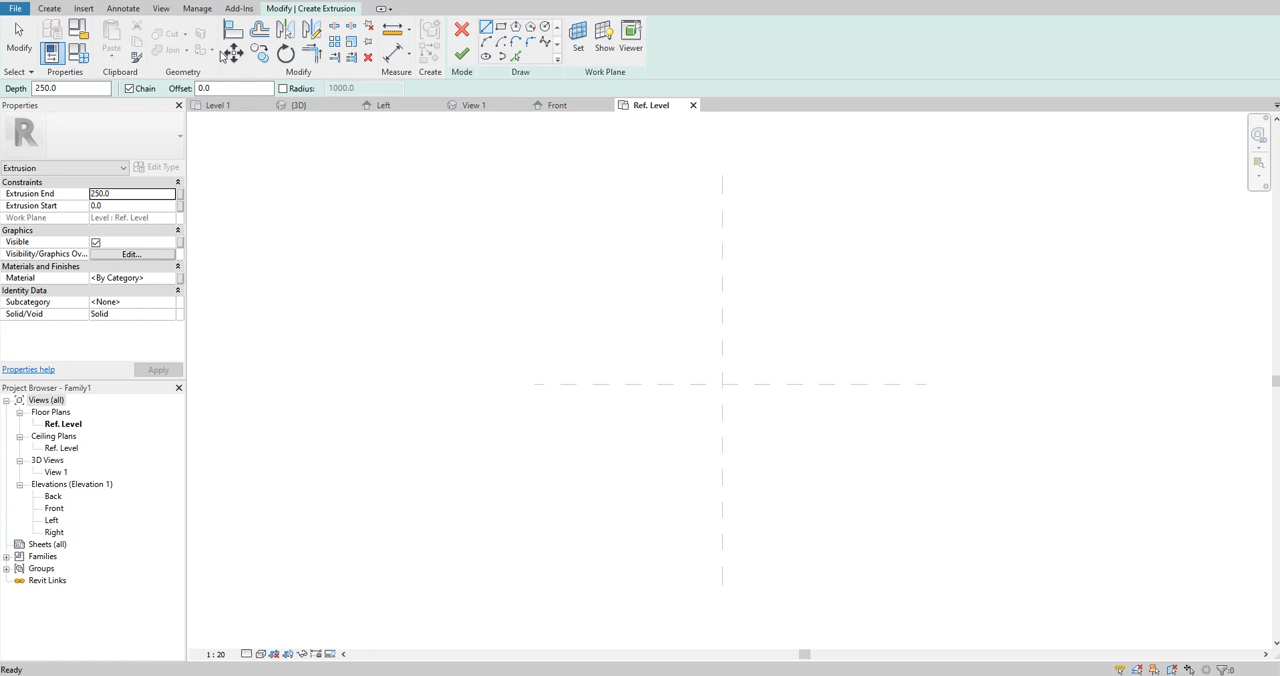 File Create Insert Annotate View Manage Add-Ins Modify | Create Extrusion
Modify Paste Cut Join Set Show Viewer
Select Properties Clipboard Geometry Modify Measure Create Mode Draw Work Plane
Depth 250.0 Chain Offset: 0.0 Radius: 1000.0
Properties Level 1 {3D} Left View 1 Front Ref. Level
R
Extrusion Edit Type
Constraints
Extrusion End 250.0
Extrusion Start 0.0
Work Plane Level : Ref. Level
Graphics
Visible
Visibility/Graphics Ov... Edit...
Materials and Finishes
Material <By Category>
Identity Data
Subcategory <None>
Solid/Void Solid
Properties help Apply
Project Browser - Family1
Views (all)
Floor Plans
Ref. Level
Ceiling Plans
Ref. Level
3D Views
View 1
Elevations (Elevation 1)
Back
Front
Left
Right
Sheets (all)
Families
Groups
Revit Links
1 : 20
Ready :0